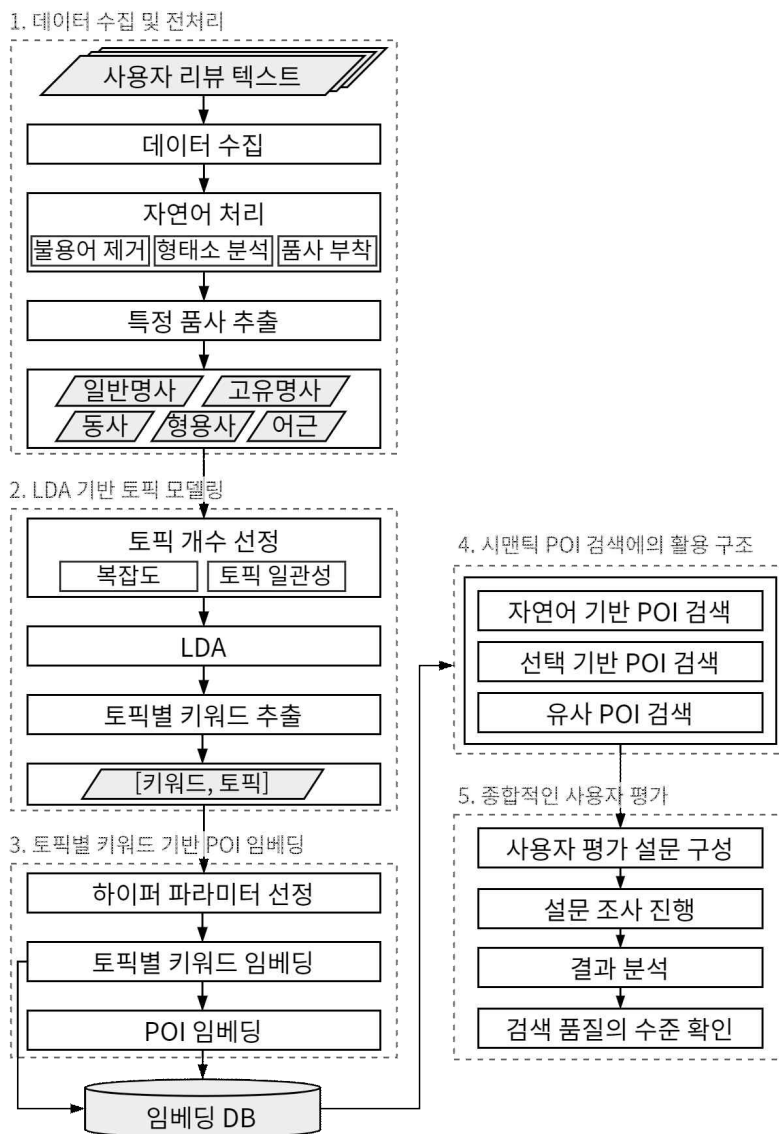 1. 데이터 수집 및 전처리
사용자 리뷰 텍스트
데이터 수집
자연어 처리
불용어 제거 형태소 분석 품사 부착
특정 품사 추출
일반명사 고유명사
동사 형용사 어근
2. LDA 기반 토픽 모델링
토픽 개수 선정
복잡도 토픽 일관성
LDA
토픽별 키워드 추출
[키워드, 토픽]
3. 토픽별 키워드 기반 POI 임베딩
하이퍼 파라미터 선정
토픽별 키워드 임베딩
POI 임베딩
임베딩 DB
4. 시맨틱 POI 검색에의 활용 구조
자연어 기반 POI 검색
선택 기반 POI 검색
유사 POI 검색
5. 종합적인 사용자 평가
사용자 평가 설문 구성
설문 조사 진행
결과 분석
검색 품질의 수준 확인